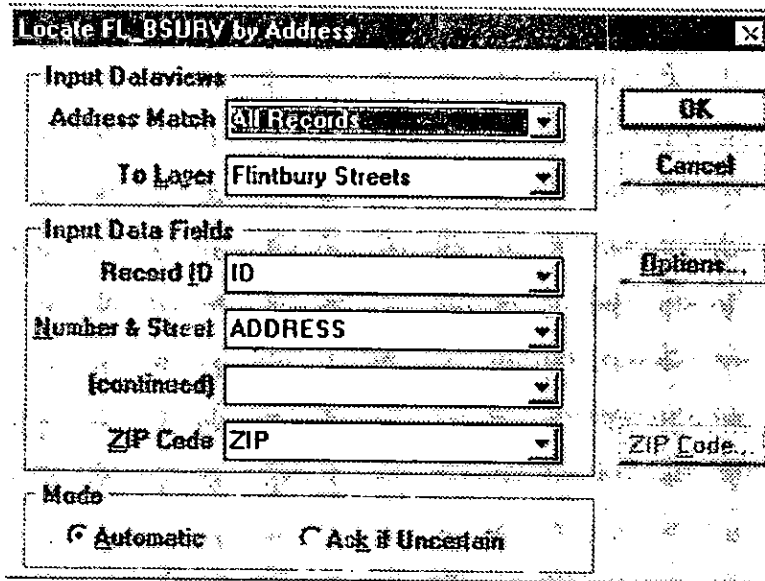 Locate FL_BSURV by Address
Input Dataviews
Address Match All Records
To Layer Flintbury Streets
OK
Cancel
Input Data Fields
Record ID ID
Number & Street ADDRESS
(continued)
ZIP Code ZIP
Options...
ZIP Code...
Mode
Automatic Ask if Uncertain